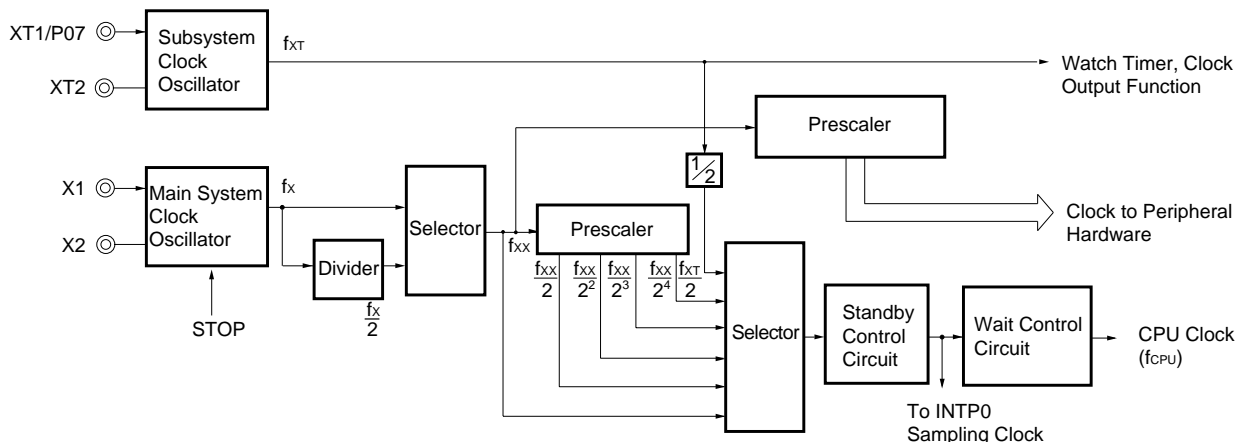 XT1/P07
XT2
Subsystem
Clock
Oscillator
fXT
Watch Timer, Clock
Output Function
Prescaler
1/2
X1
X2
Main System
Clock
Oscillator
fX
Selector
Divider
fX/2
STOP
fXX
Prescaler
fXX/2
fXX/2²
fXX/2³
fXX/2⁴
fXT/2
Clock to Peripheral
Hardware
Selector
Standby
Control
Circuit
Wait Control
Circuit
CPU Clock
(fCPU)
To INTP0
Sampling Clock